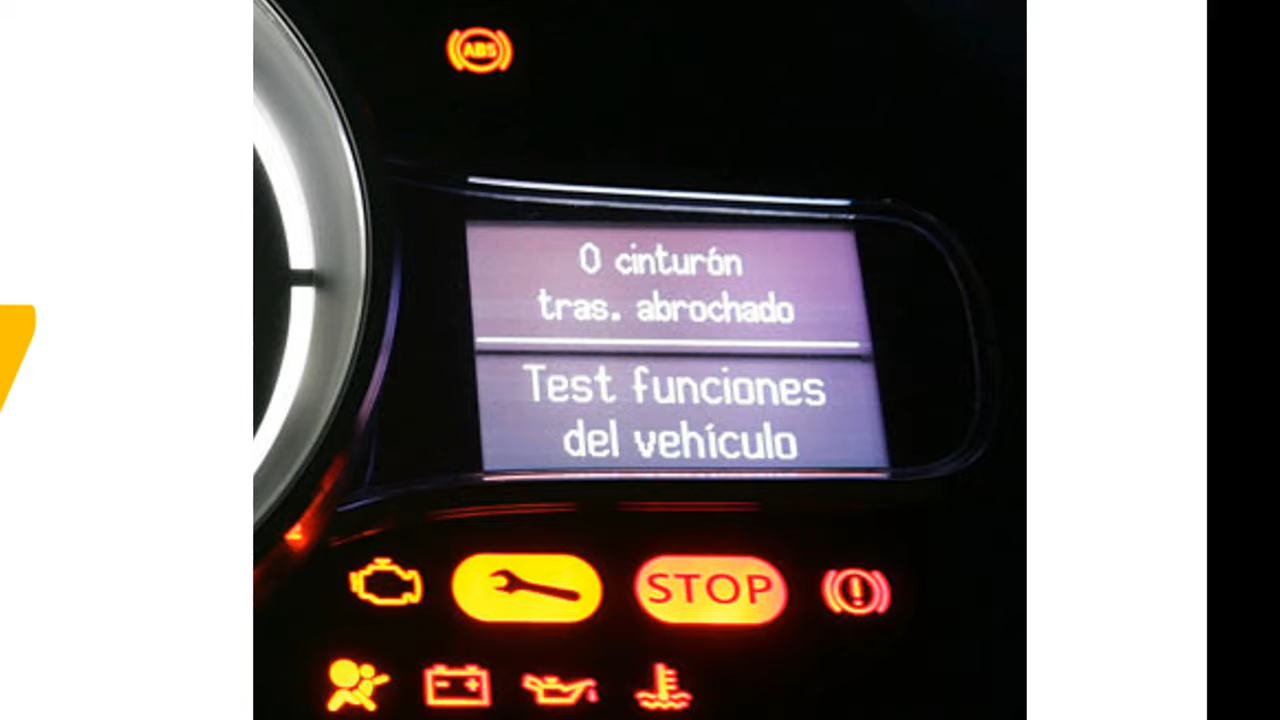 ABS
0 cinturón
tras. abrochado
Test funciones
del vehículo
STOP